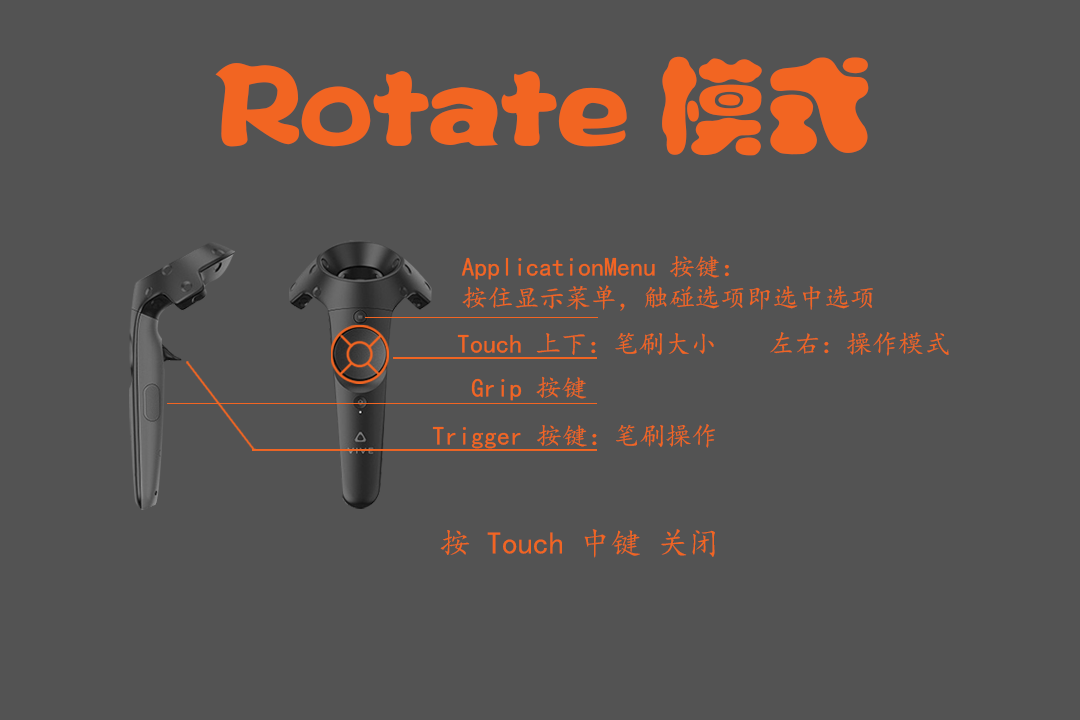 Rotate 模式
ApplicationMenu 按键：
按住显示菜单，触碰选项即选中选项
Touch 上下：笔刷大小 左右：操作模式
Grip 按键
Trigger 按键：笔刷操作
VIVE
按 Touch 中键 关闭